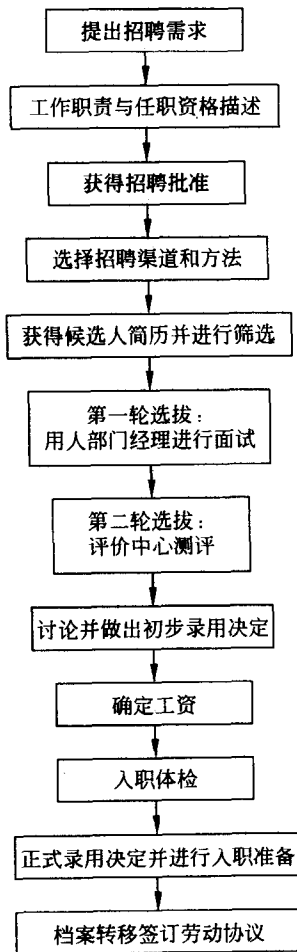 提出招聘需求
工作职责与任职资格描述
获得招聘批准
选择招聘渠道和方法
获得候选人简历并进行筛选
第一轮选拔：
用人部门经理进行面试
第二轮选拔：
评价中心测评
讨论并做出初步录用决定
确定工资
入职体检
正式录用决定并进行入职准备
档案转移签订劳动协议